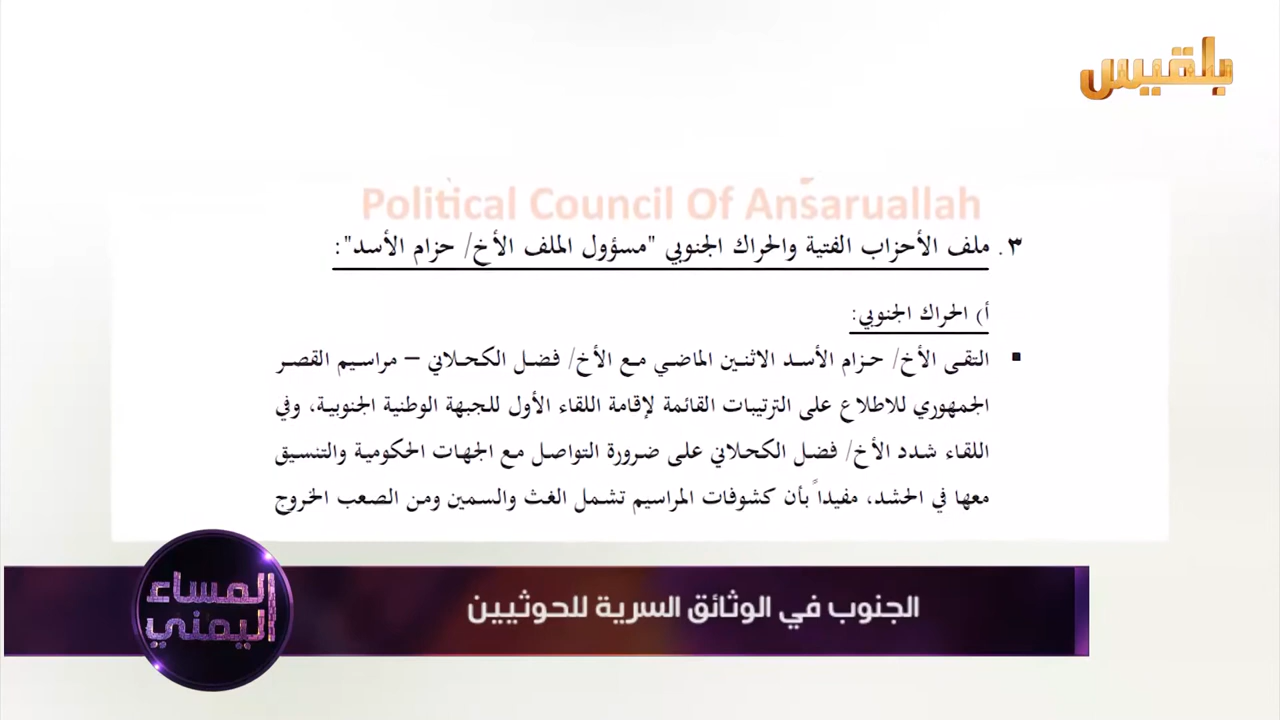 بلقيس
Political Council Of Ansaruallah
٣. ملف الأحزاب الفتية والحراك الجنوبي "مسؤول الملف الأخ/ حزام الأسد":
أ) الحراك الجنوبي:
▪ التقى الأخ/ حزام الأسد الاثنين الماضي مع الأخ/ فضل الكحلاني – مراسيم القصر
الجمهوري للاطلاع على الترتيبات القائمة لإقامة اللقاء الأول للجبهة الوطنية الجنوبية، وفي
اللقاء شدد الأخ/ فضل الكحلاني على ضرورة التواصل مع الجهات الحكومية والتنسيق
معها في الحشد، مفيداً بأن كشوفات المراسيم تشمل الغث والسمين ومن الصعب الخروج
الجنوب في الوثائق السرية للحوثيين
المساء
اليمني